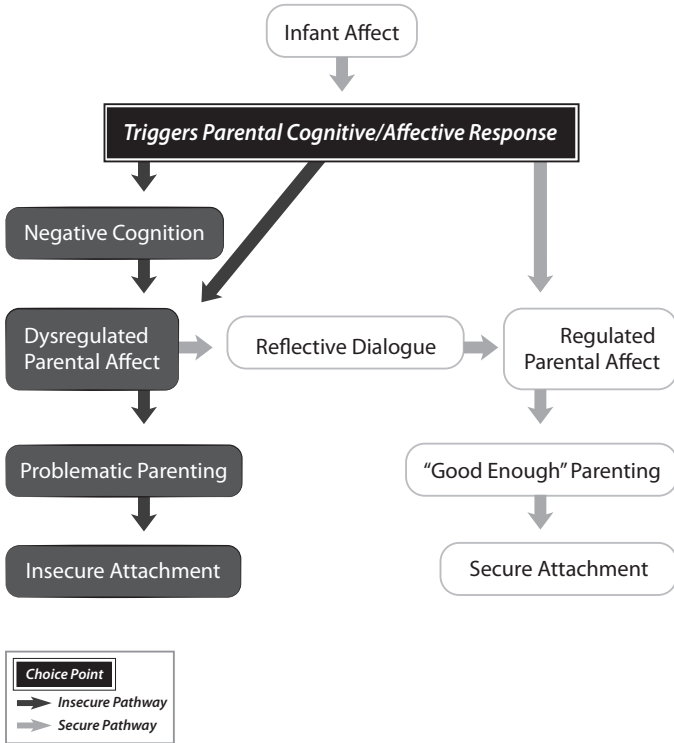 Infant Affect
Triggers Parental Cognitive/Affective Response
Negative Cognition
Dysregulated
Parental Affect
Reflective Dialogue
Regulated
Parental Affect
Problematic Parenting
“Good Enough” Parenting
Insecure Attachment
Secure Attachment
Choice Point
Insecure Pathway
Secure Pathway